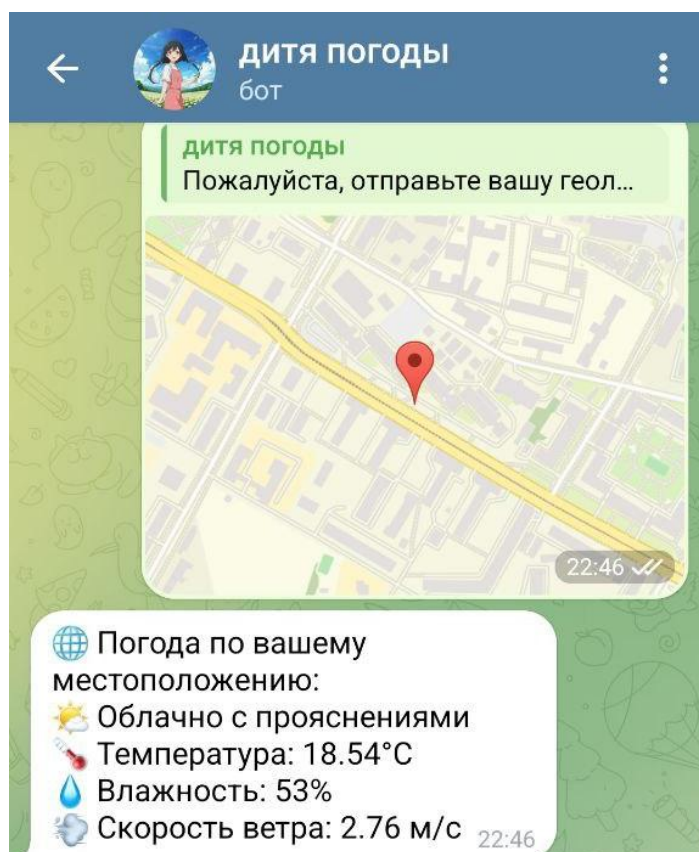 дитя погоды
бот
дитя погоды
Пожалуйста, отправьте вашу геол...
22:46
Погода по вашему
местоположению:
Облачно с прояснениями
Температура: 18.54°C
Влажность: 53%
Скорость ветра: 2.76 м/с
22:46